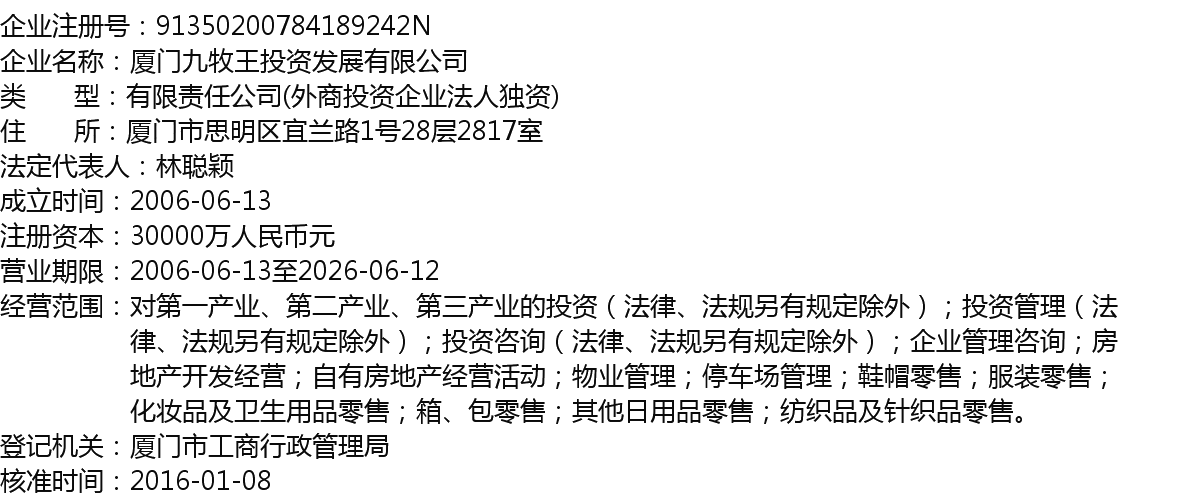 企业注册号：91350200784189242N
企业名称：厦门九牧王投资发展有限公司
类　　型：有限责任公司(外商投资企业法人独资)
住　　所：厦门市思明区宜兰路1号28层2817室
法定代表人：林聪颖
成立时间：2006-06-13
注册资本：30000万人民币元
营业期限：2006-06-13至2026-06-12
经营范围：对第一产业、第二产业、第三产业的投资（法律、法规另有规定除外）；投资管理（法
律、法规另有规定除外）；投资咨询（法律、法规另有规定除外）；企业管理咨询；房
地产开发经营；自有房地产经营活动；物业管理；停车场管理；鞋帽零售；服装零售；
化妆品及卫生用品零售；箱、包零售；其他日用品零售；纺织品及针织品零售。
登记机关：厦门市工商行政管理局
核准时间：2016-01-08